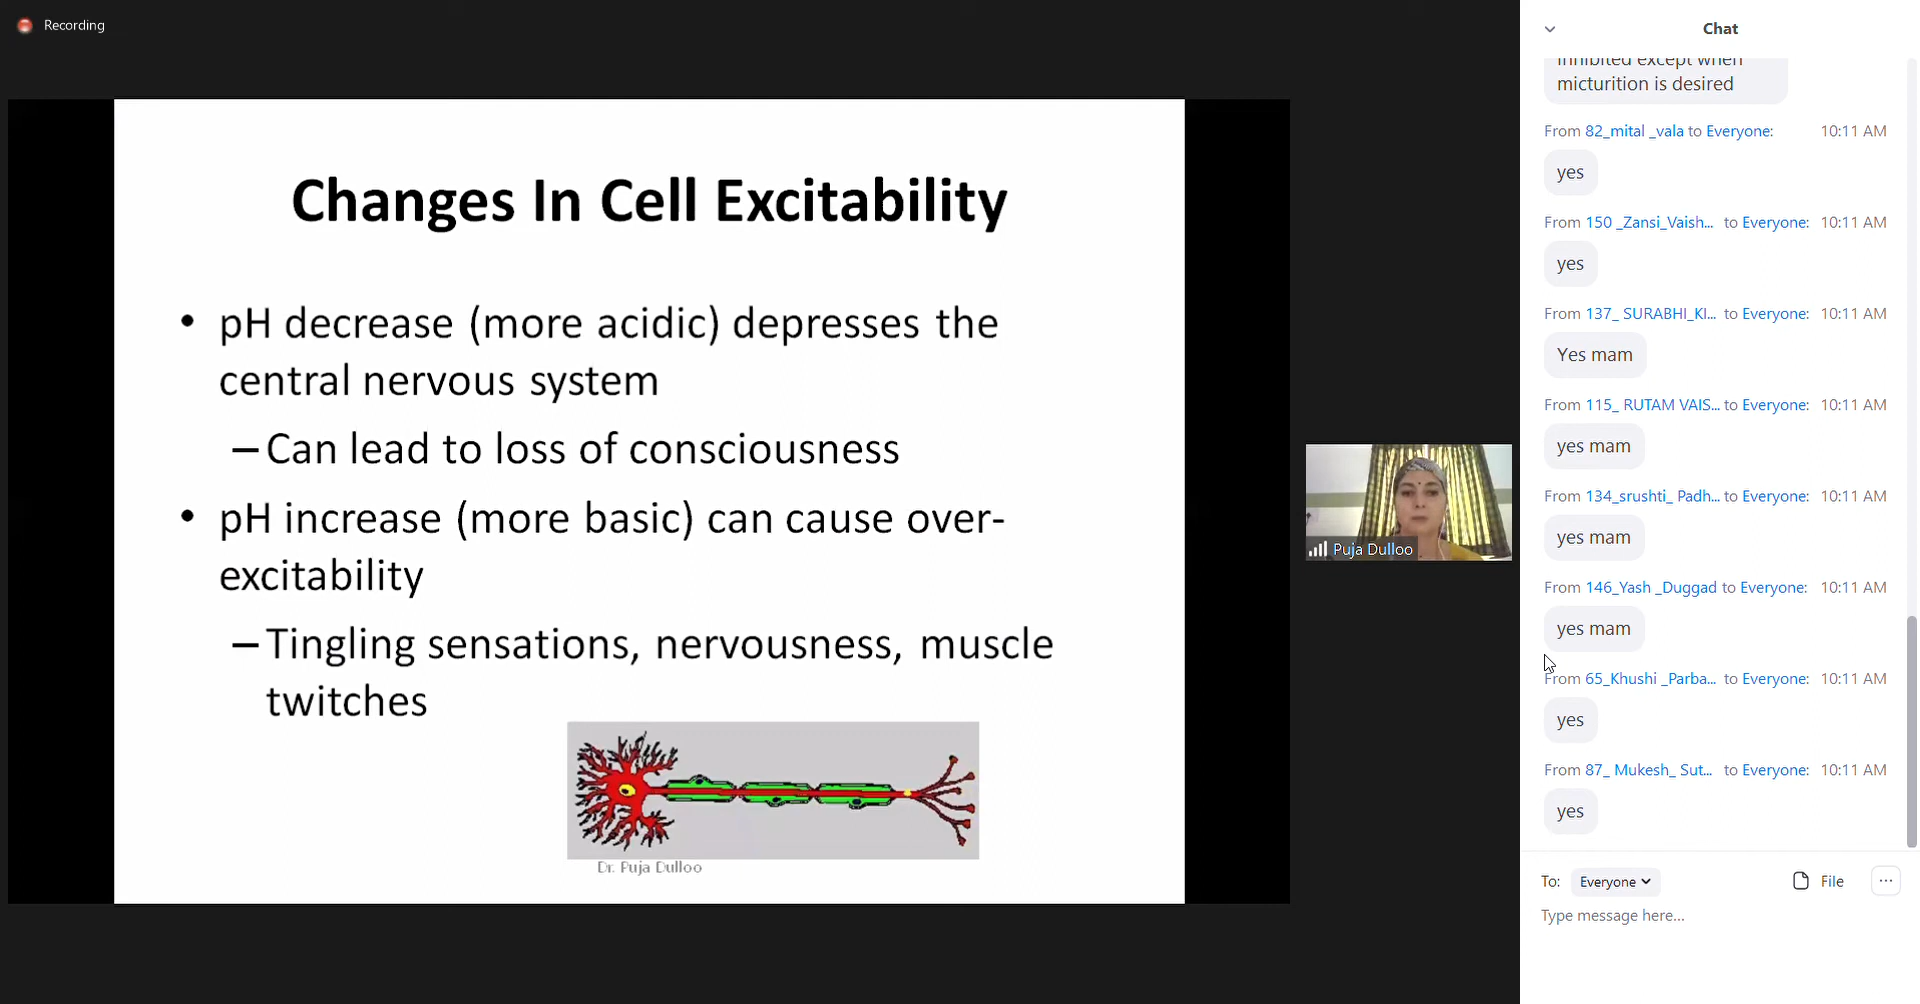 Recording
Changes In Cell Excitability
• pH decrease (more acidic) depresses the
central nervous system
–Can lead to loss of consciousness
• pH increase (more basic) can cause over-
excitability
–Tingling sensations, nervousness, muscle
twitches
Dr. Puja Dulloo
Puja Dulloo
Chat
inhibited except when
micturition is desired
From 82_mital _vala to Everyone: 10:11 AM
yes
From 150 _Zansi_Vaish... to Everyone: 10:11 AM
yes
From 137_ SURABHI_KI... to Everyone: 10:11 AM
Yes mam
From 115_ RUTAM VAIS... to Everyone: 10:11 AM
yes mam
From 134_srushti_ Padh... to Everyone: 10:11 AM
yes mam
From 146_Yash _Duggad to Everyone: 10:11 AM
yes mam
From 65_Khushi _Parba... to Everyone: 10:11 AM
yes
From 87_ Mukesh_ Sut... to Everyone: 10:11 AM
yes
To: Everyone File ...
Type message here...